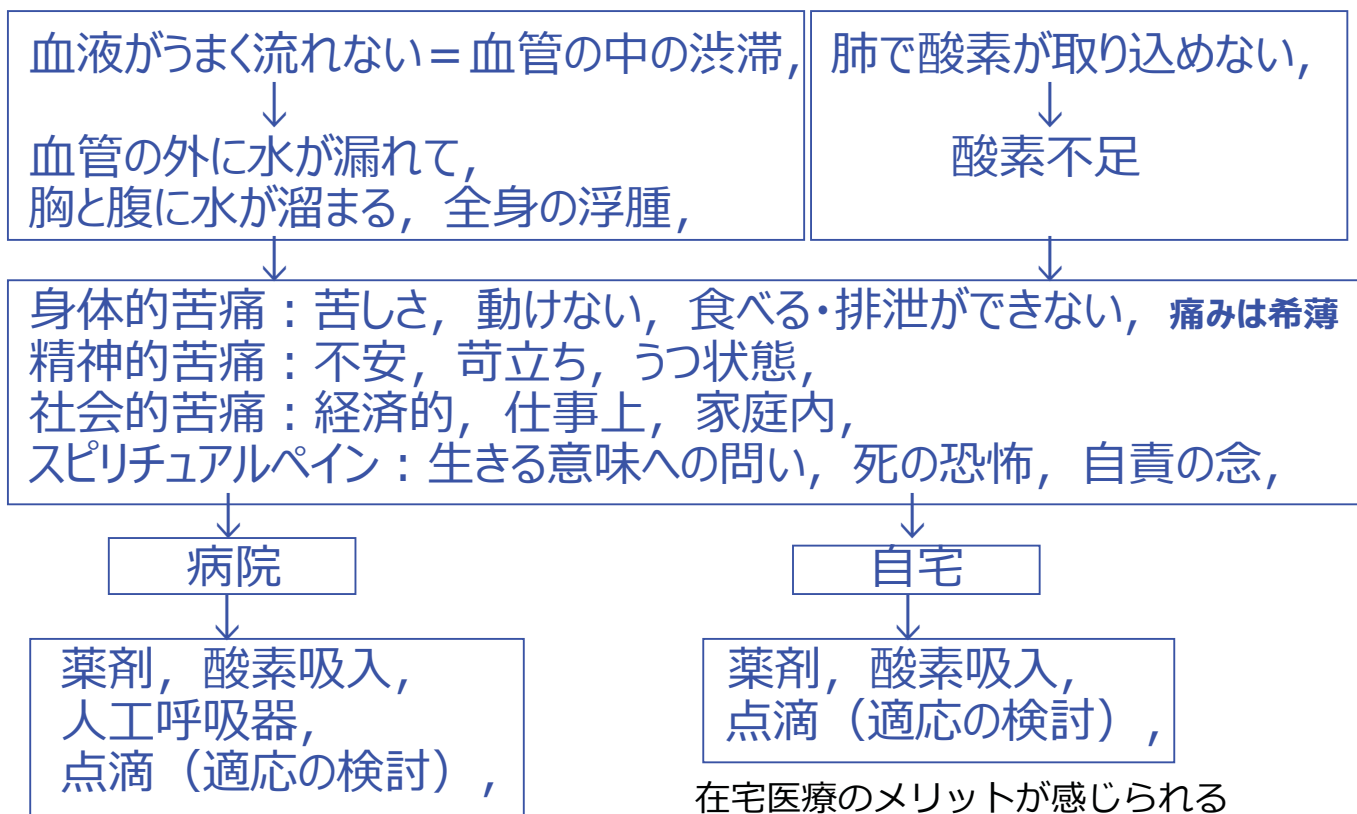 血液がうまく流れない＝血管の中の渋滞,
↓
血管の外に水が漏れて,
胸と腹に水が溜まる, 全身の浮腫,
肺で酸素が取り込めない,
↓
酸素不足
↓ ↓
身体的苦痛：苦しさ, 動けない, 食べる・排泄ができない, 痛みは希薄
精神的苦痛：不安, 苛立ち, うつ状態,
社会的苦痛：経済的, 仕事上, 家庭内,
スピリチュアルペイン：生きる意味への問い, 死の恐怖, 自責の念,
↓ ↓
病院
↓
薬剤, 酸素吸入,
人工呼吸器,
点滴（適応の検討）,
自宅
↓
薬剤, 酸素吸入,
点滴（適応の検討）,
在宅医療のメリットが感じられる